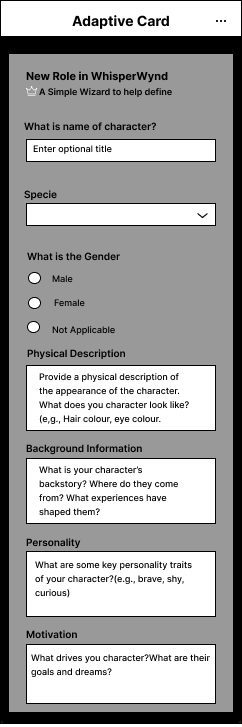 Adaptive Card
New Role in WhisperWynd
A Simple Wizard to help define
What is name of character?
Enter optional title
Specie
What is the Gender
Male
Female
Not Applicable
Physical Description
Provide a physical description of
the appearance of the character.
What does you character look like?
(e,g., Hair colour, eye colour.
Background Information
What is your character's
backstory? Where do they come
from? What experiences have
shaped them?
Personality
What are some key personality traits
of your character?(e.g., brave, shy,
curious)
Motivation
What drives you character?What are their
goals and dreams?